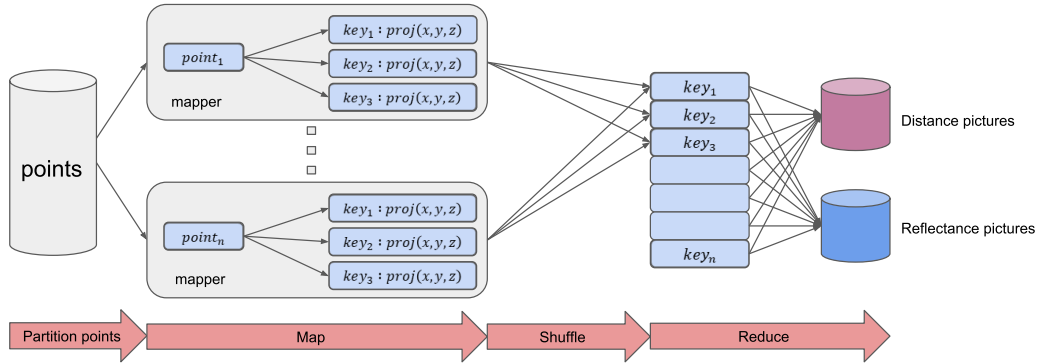 points
point₁
key₁ : proj(x,y,z)
key₂ : proj(x,y,z)
key₃ : proj(x,y,z)
mapper
pointₙ
key₁ : proj(x,y,z)
key₂ : proj(x,y,z)
key₃ : proj(x,y,z)
mapper
key₁
key₂
key₃
keyₙ
Distance pictures
Reflectance pictures
Partition points
Map
Shuffle
Reduce